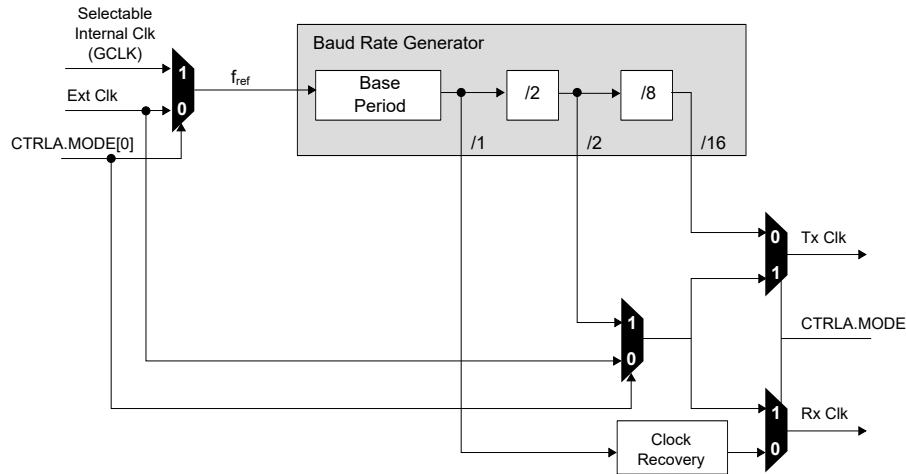 Selectable
Internal Clk
(GCLK)
Baud Rate Generator
1
fref
Base
Period
/2
/8
Ext Clk
0
CTRLA.MODE[0]
/1
/2
/16
0
Tx Clk
1
1
CTRLA.MODE
0
1
Rx Clk
0
Clock
Recovery